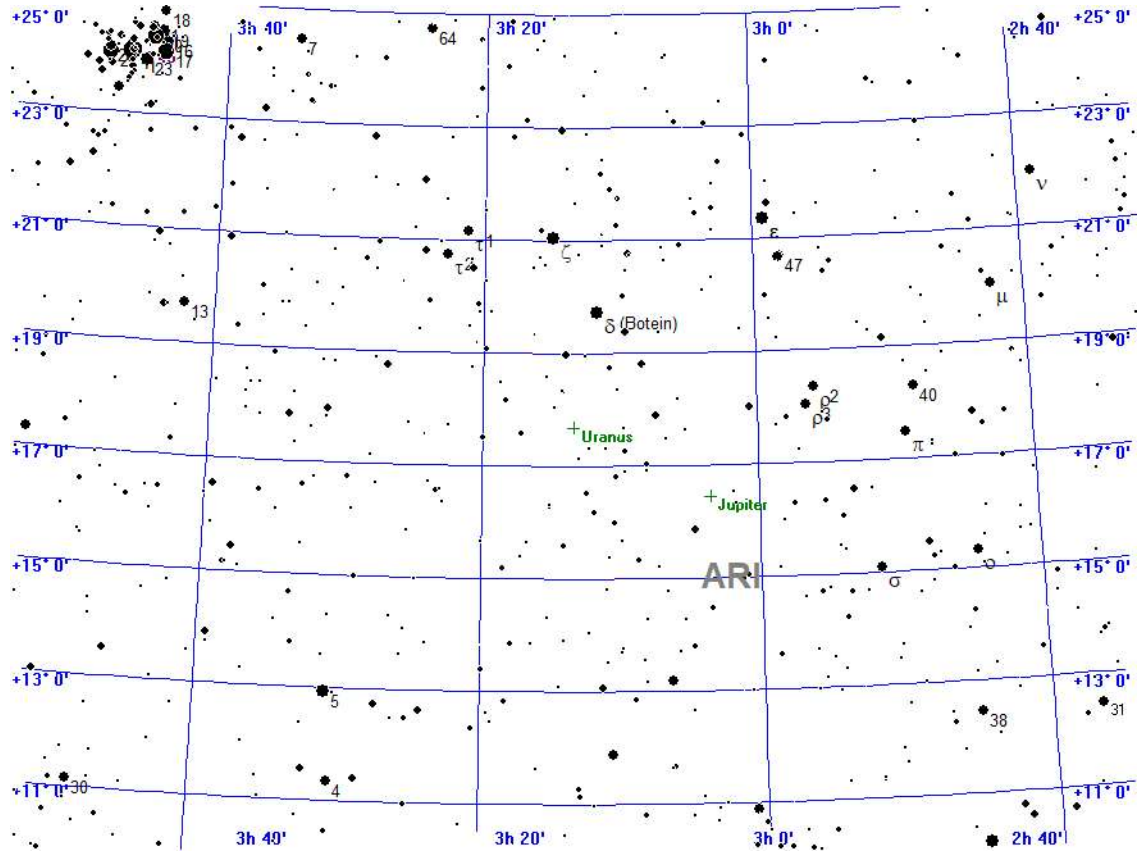 +25° 0'
18
3h 40'
7
64
3h 20'
3h 0'
2h 40'
+25° 0'
19
16
17
23
+23° 0'
+23° 0'
ν
+21° 0'
τ1
ζ
ε
+21° 0'
τ2
47
μ
13
δ (Botein)
+19° 0'
+19° 0'
ρ2
40
ρ3
Uranus
π
+17° 0'
+17° 0'
Jupiter
+15° 0'
ARI
σ
ο
+15° 0'
+13° 0'
+13° 0'
5
38
31
30
4
+11° 0'
+11° 0'
3h 40'
3h 20'
3h 0'
2h 40'